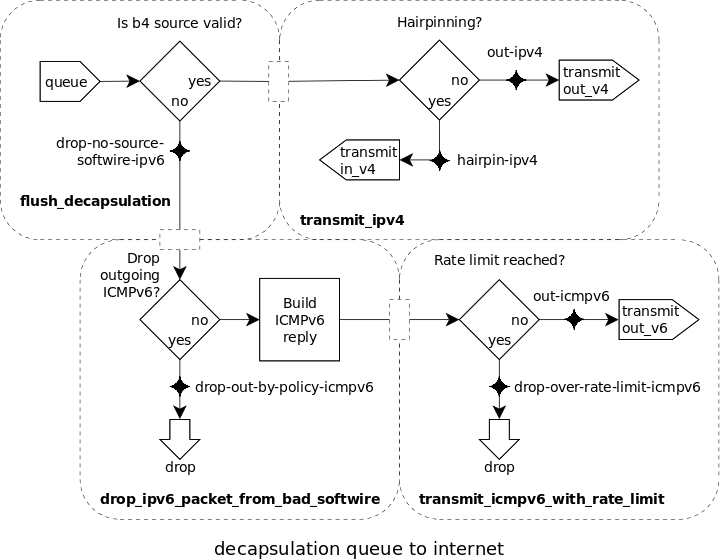 Is b4 source valid?
queue
yes
no
drop-no-source-
softwire-ipv6
flush_decapsulation
Hairpinning?
no
yes
out-ipv4
transmit
out_v4
transmit
in_v4
hairpin-ipv4
transmit_ipv4
Drop
outgoing
ICMPv6?
no
yes
Build
ICMPv6
reply
drop-out-by-policy-icmpv6
drop
drop_ipv6_packet_from_bad_softwire
Rate limit reached?
no
yes
out-icmpv6
transmit
out_v6
drop-over-rate-limit-icmpv6
drop
transmit_icmpv6_with_rate_limit
decapsulation queue to internet